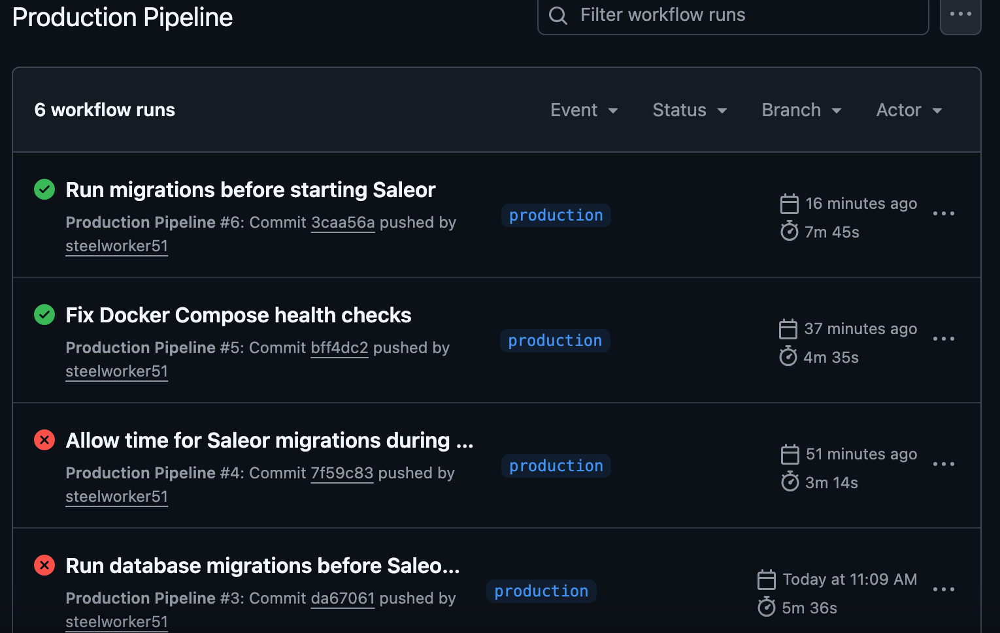 Production Pipeline
Filter workflow runs
6 workflow runs
Event
Status
Branch
Actor
Run migrations before starting Saleor
Production Pipeline #6: Commit 3caa56a pushed by
steelworker51
production
16 minutes ago
7m 45s
Fix Docker Compose health checks
Production Pipeline #5: Commit bff4dc2 pushed by
steelworker51
production
37 minutes ago
4m 35s
Allow time for Saleor migrations during ...
Production Pipeline #4: Commit 7f59c83 pushed by
steelworker51
production
51 minutes ago
3m 14s
Run database migrations before Saleo...
Production Pipeline #3: Commit da67061 pushed by
steelworker51
production
Today at 11:09 AM
5m 36s